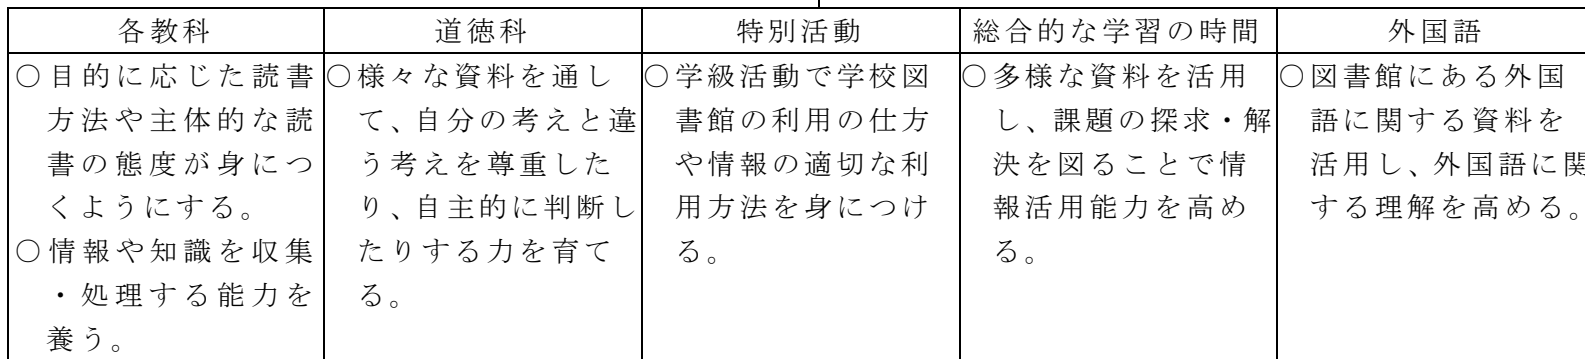 各教科
○目的に応じた読書
方法や主体的な読
書の態度が身につ
くようにする。
○情報や知識を収集
・処理する能力を
養う。
道徳科
○様々な資料を通し
て、自分の考えと違
う考えを尊重した
り、自主的に判断し
たりする力を育て
る。
特別活動
○学級活動で学校図
書館の利用の仕方
や情報の適切な利
用方法を身につけ
る。
総合的な学習の時間
○多様な資料を活用
し、課題の探求・解
決を図ることで情
報活用能力を高め
る。
外国語
○図書館にある外国
語に関する資料を
活用し、外国語に関
する理解を高める。